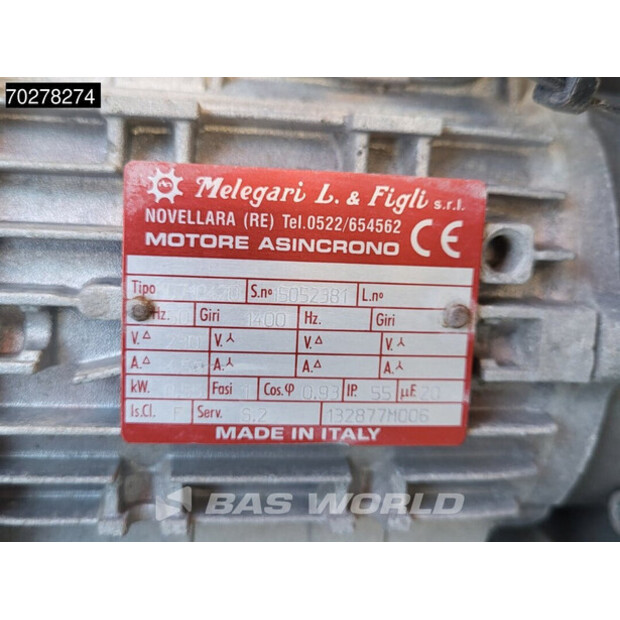 70278274
Melegari L. & Figli s.r.l.
NOVELLARA (RE) Tel.0522/654562
MOTORE ASINCRONO CE
Tipo S.nº 15052381 L.nº
Hz. Giri 1400 Hz. Giri
V.△ V.⅄ V.△ V.⅄
A.△ A.⅄ A.△ A.⅄
kW. Fasi 1 Cos.φ 0.93 IP. 55 µF. 20
Is.Cl. F Serv. S.2 132877M006
MADE IN ITALY
BAS WORLD